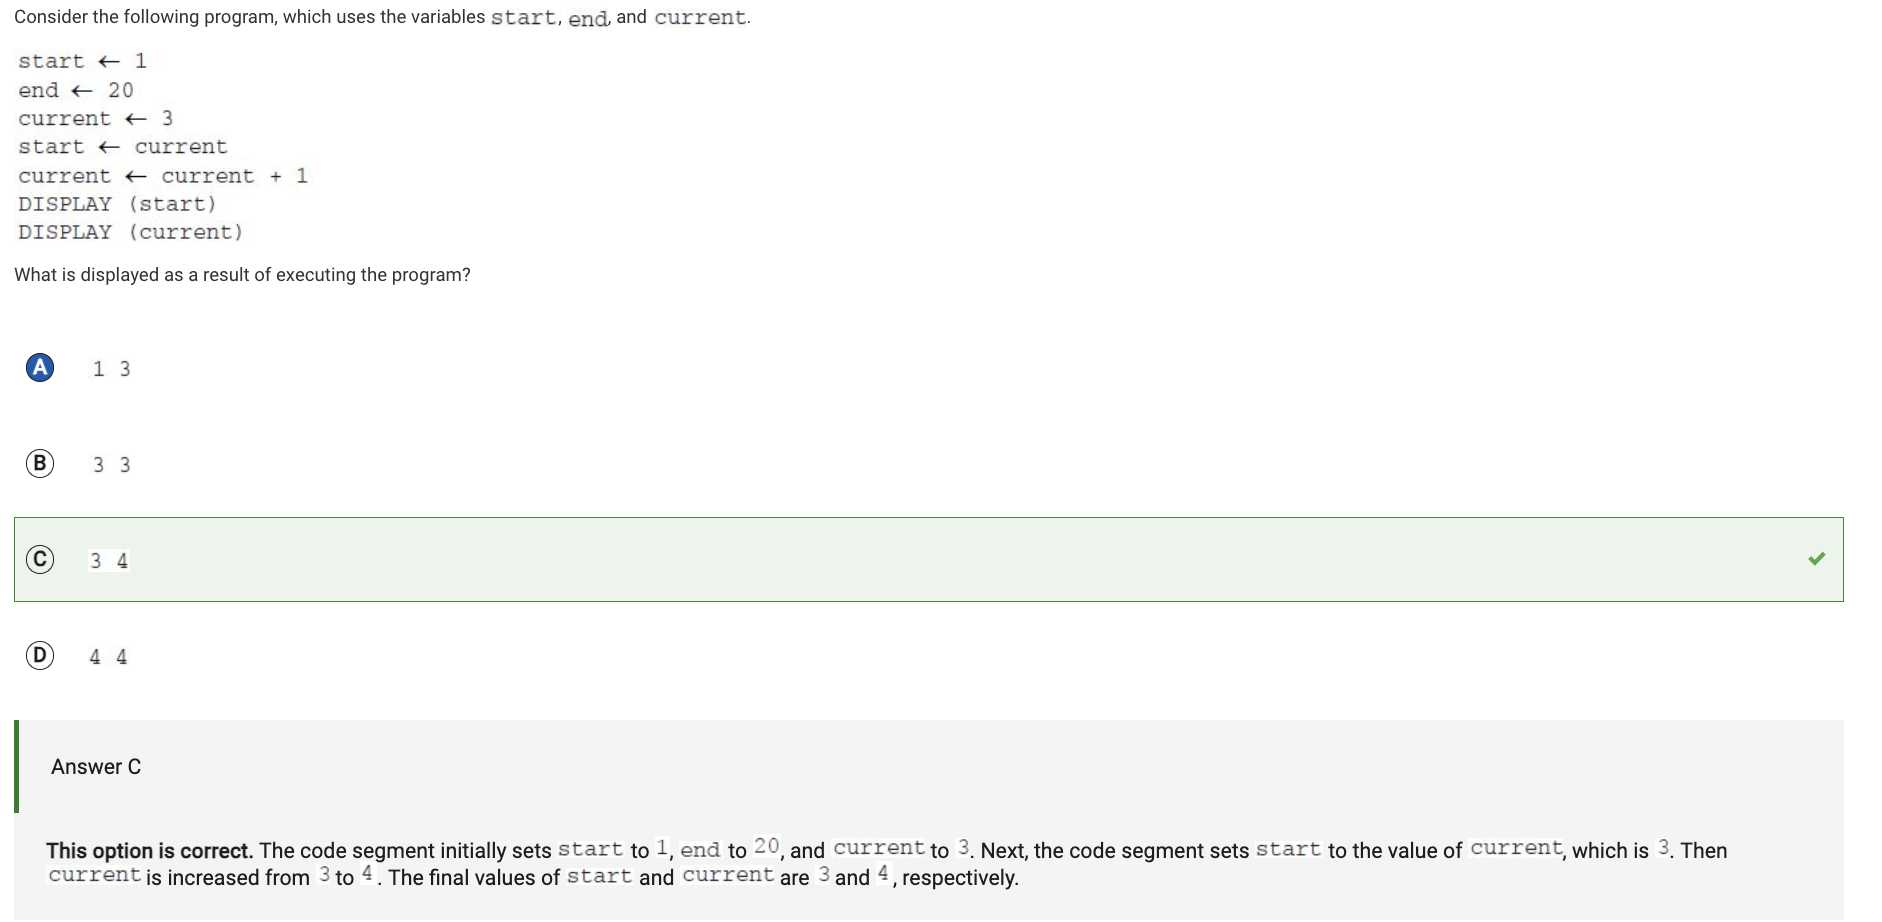 Consider the following program, which uses the variables start, end, and current.
start ← 1
end ← 20
current ← 3
start ← current
current ← current + 1
DISPLAY (start)
DISPLAY (current)
What is displayed as a result of executing the program?
A 1 3
B 3 3
C 3 4
D 4 4
Answer C
This option is correct. The code segment initially sets start to 1, end to 20, and current to 3. Next, the code segment sets start to the value of current, which is 3. Then
current is increased from 3 to 4. The final values of start and current are 3 and 4, respectively.